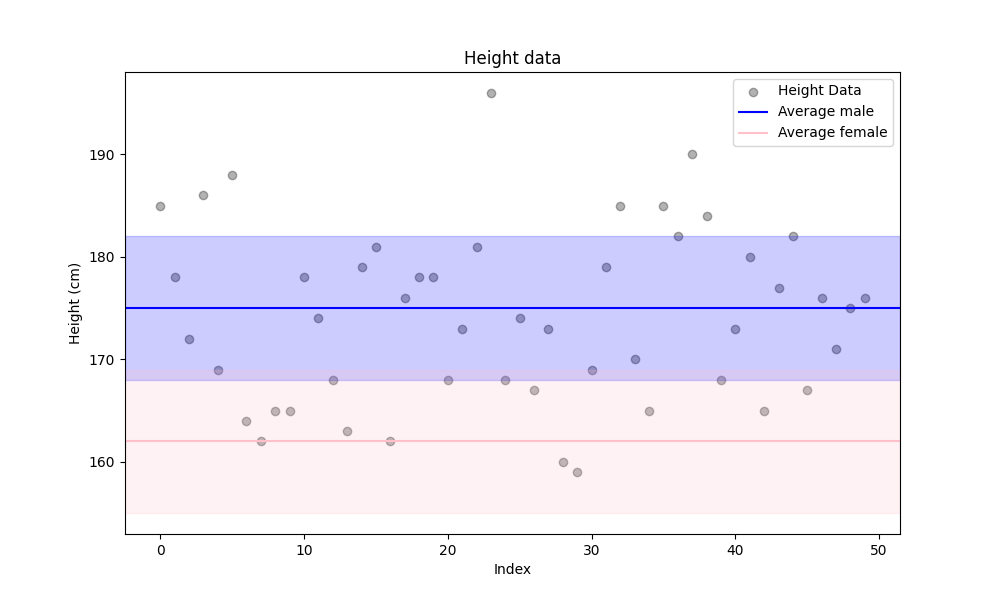 Height data
Height Data
Average male
Average female
190
180
170
160
Height (cm)
0 10 20 30 40 50
Index